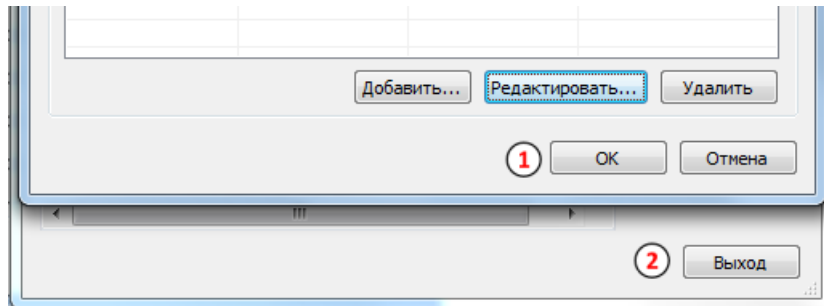 Добавить... Редактировать... Удалить
1 OK Отмена
2 Выход